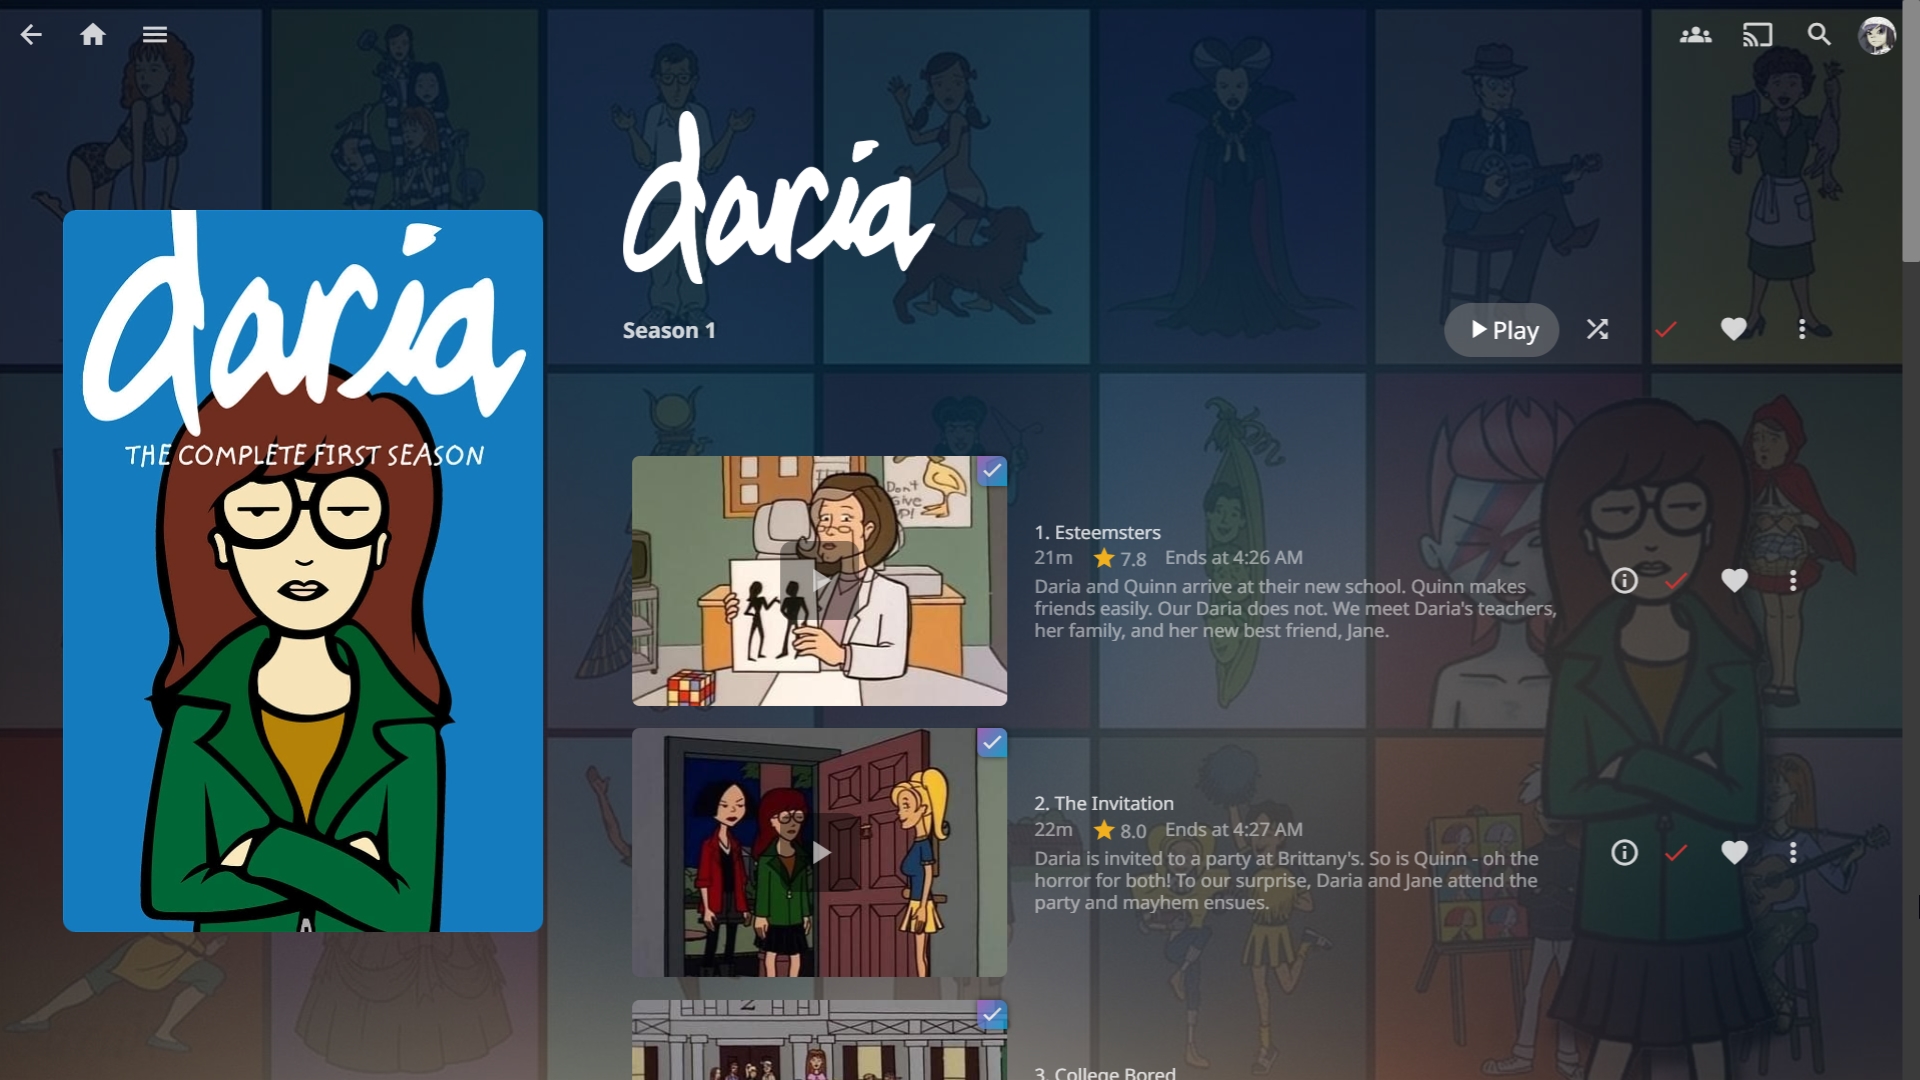 daria
THE COMPLETE FIRST SEASON
daria
Season 1
Play
Don't
Give
UP!
1. Esteemsters
21m 7.8 Ends at 4:26 AM
Daria and Quinn arrive at their new school. Quinn makes
friends easily. Our Daria does not. We meet Daria's teachers,
her family, and her new best friend, Jane.
2. The Invitation
22m 8.0 Ends at 4:27 AM
Daria is invited to a party at Brittany's. So is Quinn - oh the
horror for both! To our surprise, Daria and Jane attend the
party and mayhem ensues.
3. College Bored